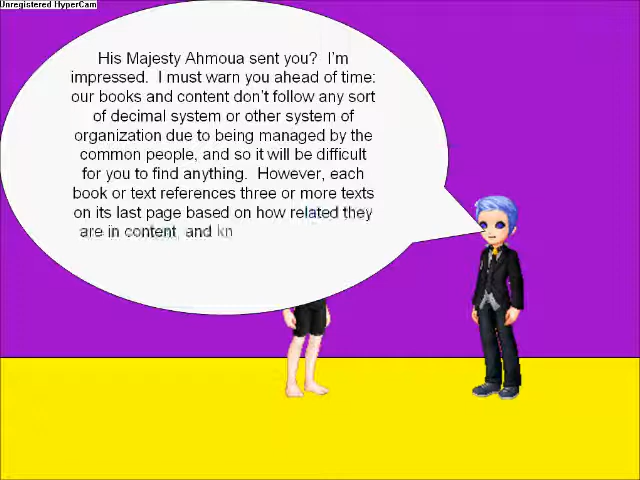 Unregistered HyperCam
His Majesty Ahmoua sent you?  I'm
impressed.  I must warn you ahead of time:
our books and content don't follow any sort
of decimal system or other system of
organization due to being managed by the
common people, and so it will be difficult
for you to find anything.  However, each
book or text references three or more texts
on its last page based on how related they
are in content, and kn